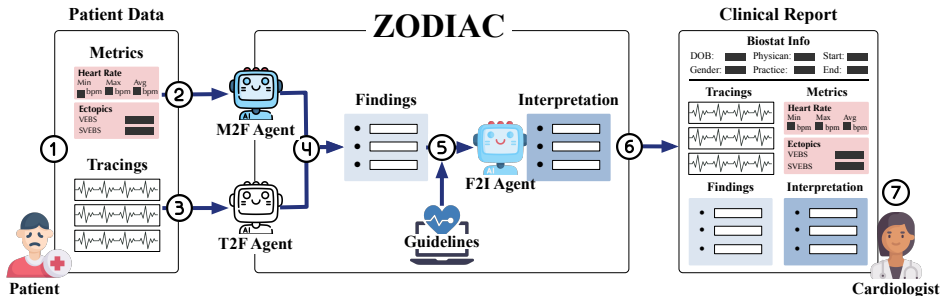 Patient Data
ZODIAC
Clinical Report
1
Metrics
Heart Rate
Min Max Avg
bpm bpm bpm
Ectopics
VEBS
SVEBS
Tracings
Patient
2
3
AI
M2F Agent
AI
T2F Agent
4
Findings
5
Guidelines
AI
F2I Agent
Interpretation
6
Biostat Info
DOB: Physican: Start:
Gender: Practice: End:
Tracings
Metrics
Heart Rate
Min Max Avg
bpm bpm bpm
Ectopics
VEBS
SVEBS
Findings
Interpretation
7
Cardiologist